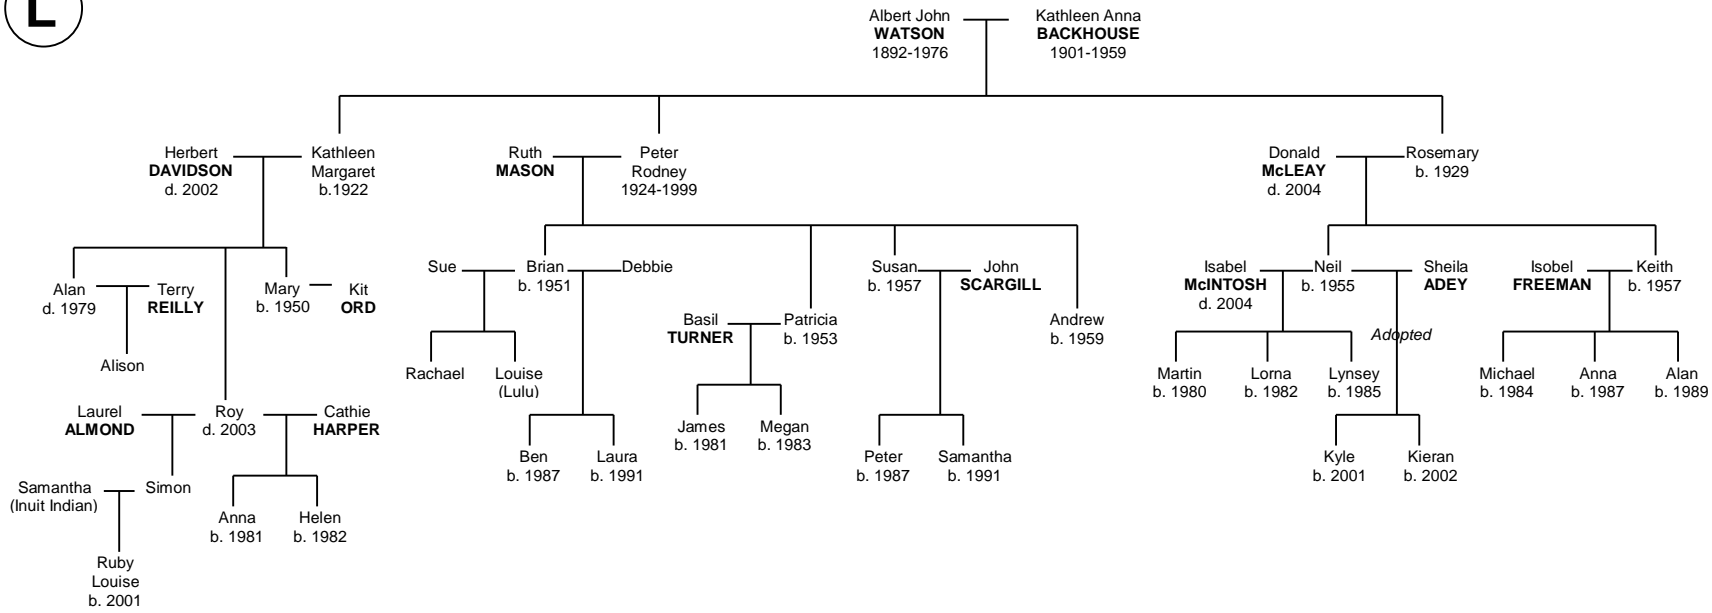 L
Albert John
WATSON
1892-1976
Kathleen Anna
BACKHOUSE
1901-1959
Herbert
DAVIDSON
d. 2002
Kathleen
Margaret
b.1922
Ruth
MASON
Peter
Rodney
1924-1999
Donald
McLEAY
d. 2004
Rosemary
b. 1929
Alan
d. 1979
Terry
REILLY
Mary
b. 1950
Kit
ORD
Sue
Brian
b. 1951
Debbie
Basil
TURNER
Patricia
b. 1953
Susan
b. 1957
John
SCARGILL
Andrew
b. 1959
Isabel
McINTOSH
d. 2004
Neil
b. 1955
Sheila
ADEY
Isobel
FREEMAN
Keith
b. 1957
Adopted
Alison
Rachael
Louise
(Lulu)
Martin
b. 1980
Lorna
b. 1982
Lynsey
b. 1985
Michael
b. 1984
Anna
b. 1987
Alan
b. 1989
Laurel
ALMOND
Roy
d. 2003
Cathie
HARPER
James
b. 1981
Megan
b. 1983
Ben
b. 1987
Laura
b. 1991
Peter
b. 1987
Samantha
b. 1991
Kyle
b. 2001
Kieran
b. 2002
Samantha
(Inuit Indian)
Simon
Anna
b. 1981
Helen
b. 1982
Ruby
Louise
b. 2001